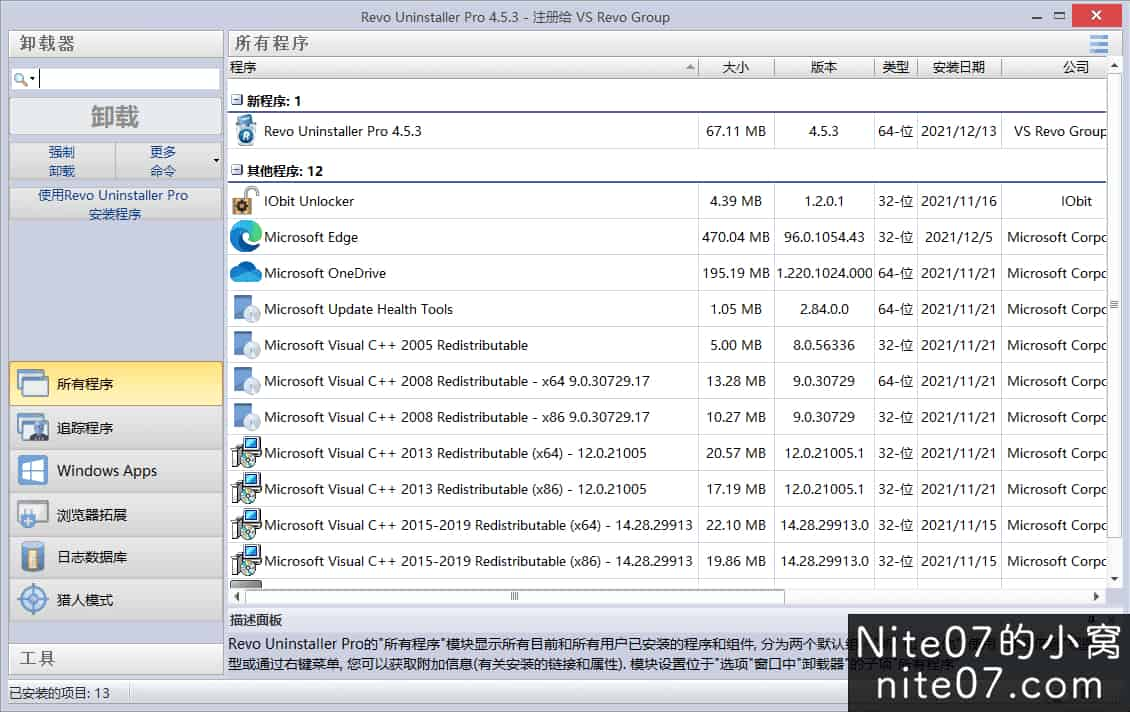 Revo Uninstaller Pro 4.5.3 - 注册给 VS Revo Group
卸载器
卸载
强制
卸载
更多
命令
使用Revo Uninstaller Pro
安装程序
所有程序
追踪程序
Windows Apps
浏览器拓展
日志数据库
猎人模式
工具
所有程序
程序 大小 版本 类型 安装日期 公司
新程序: 1
Revo Uninstaller Pro 4.5.3 67.11 MB 4.5.3 64-位 2021/12/13 VS Revo Group
其他程序: 12
IObit Unlocker 4.39 MB 1.2.0.1 32-位 2021/11/16 IObit
Microsoft Edge 470.04 MB 96.0.1054.43 32-位 2021/12/5 Microsoft Corpo
Microsoft OneDrive 195.19 MB 1.220.1024.000 64-位 2021/11/21 Microsoft Corpo
Microsoft Update Health Tools 1.05 MB 2.84.0.0 64-位 2021/11/21 Microsoft Corpo
Microsoft Visual C++ 2005 Redistributable 5.00 MB 8.0.56336 32-位 2021/11/21 Microsoft Corpo
Microsoft Visual C++ 2008 Redistributable - x64 9.0.30729.17 13.28 MB 9.0.30729 64-位 2021/11/21 Microsoft Corpo
Microsoft Visual C++ 2008 Redistributable - x86 9.0.30729.17 10.27 MB 9.0.30729 32-位 2021/11/21 Microsoft Corpo
Microsoft Visual C++ 2013 Redistributable (x64) - 12.0.21005 20.57 MB 12.0.21005.1 32-位 2021/11/21 Microsoft Corpo
Microsoft Visual C++ 2013 Redistributable (x86) - 12.0.21005 17.19 MB 12.0.21005.1 32-位 2021/11/21 Microsoft Corpo
Microsoft Visual C++ 2015-2019 Redistributable (x64) - 14.28.29913 22.10 MB 14.28.29913.0 32-位 2021/11/15 Microsoft Corpo
Microsoft Visual C++ 2015-2019 Redistributable (x86) - 14.28.29913 19.86 MB 14.28.29913.0 32-位 2021/11/15 Microsoft Corpo
描述面板
Revo Uninstaller Pro的"所有程序"模块显示所有目前和所有用户已安装的程序和组件, 分为两个默认组
型或通过右键菜单, 您可以获取附加信息(有关安装的链接和属性). 模块设置位于"选项"窗口中"卸载器"的子项"所有程序"
已安装的项目: 13
Nite07的小窝
nite07.com